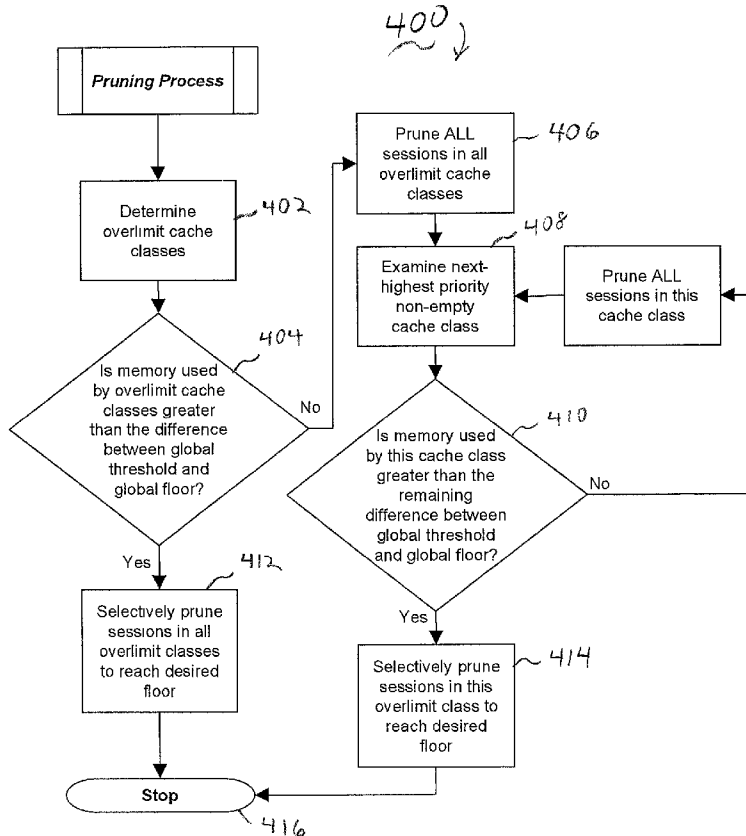 400
Pruning Process
Determine
overlimit cache
classes
402
Is memory used
by overlimit cache
classes greater
than the difference
between global
threshold and
global floor?
404
No
Yes
Selectively prune
sessions in all
overlimit classes
to reach desired
floor
412
Stop
416
Prune ALL
sessions in all
overlimit cache
classes
406
Examine next-
highest priority
non-empty
cache class
408
Prune ALL
sessions in this
cache class
Is memory used
by this cache class
greater than the
remaining
difference between
global threshold
and global floor?
410
No
Yes
Selectively prune
sessions in this
overlimit class to
reach desired
floor
414